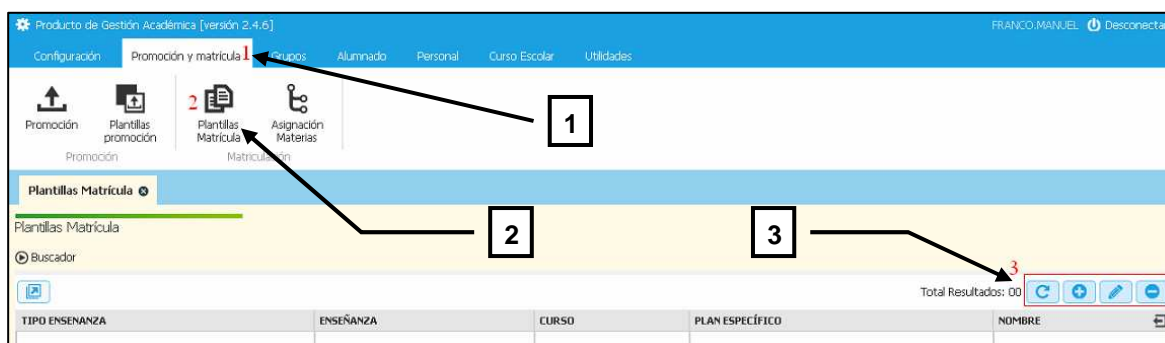 Producto de Gestión Académica [versión 2.4.6] FRANCO.MANUEL Desconectar
Configuración Promoción y matrícula 1 Grupos Alumnado Personal Curso Escolar Utilidades
1
2
Promoción Plantillas promoción Plantillas Matrícula Asignación Materias
Promoción Matriculación
Plantillas Matrícula
2
3
Plantillas Matrícula
Buscador
3
Total Resultados: 00
TIPO ENSENANZA ENSEÑANZA CURSO PLAN ESPECÍFICO NOMBRE